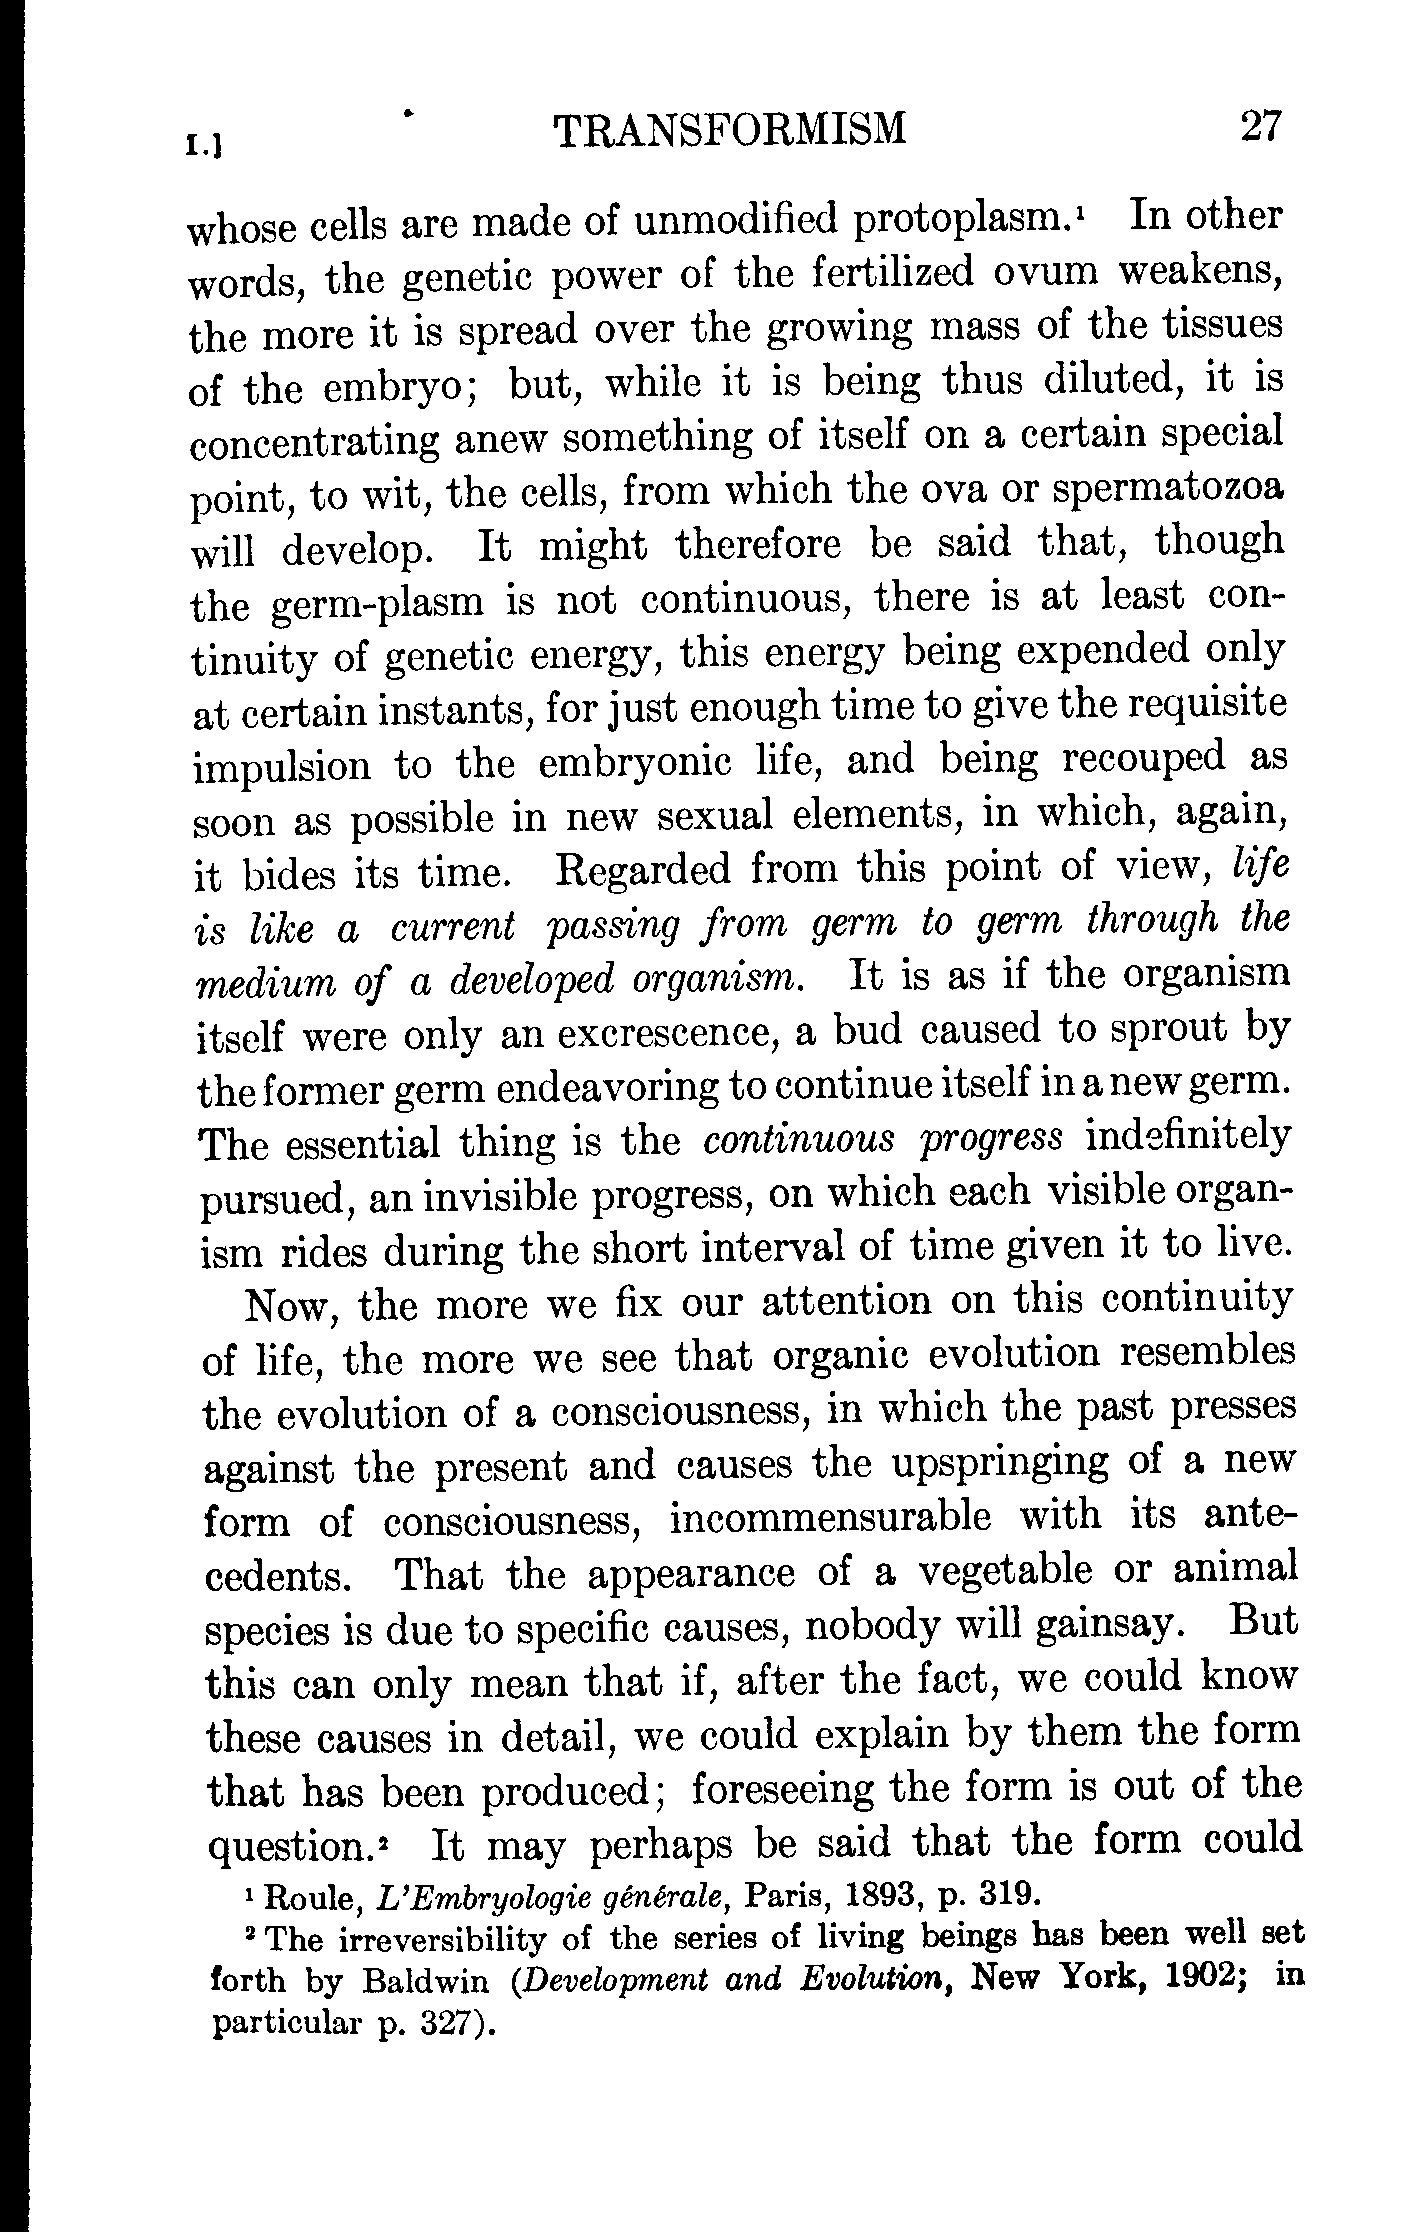 I.] TRANSFORMISM 27
whose cells are made of unmodified protoplasm.¹ In other
words, the genetic power of the fertilized ovum weakens,
the more it is spread over the growing mass of the tissues
of the embryo; but, while it is being thus diluted, it is
concentrating anew something of itself on a certain special
point, to wit, the cells, from which the ova or spermatozoa
will develop. It might therefore be said that, though
the germ-plasm is not continuous, there is at least con-
tinuity of genetic energy, this energy being expended only
at certain instants, for just enough time to give the requisite
impulsion to the embryonic life, and being recouped as
soon as possible in new sexual elements, in which, again,
it bides its time. Regarded from this point of view, life
is like a current passing from germ to germ through the
medium of a developed organism. It is as if the organism
itself were only an excrescence, a bud caused to sprout by
the former germ endeavoring to continue itself in a new germ.
The essential thing is the continuous progress indefinitely
pursued, an invisible progress, on which each visible organ-
ism rides during the short interval of time given it to live.
Now, the more we fix our attention on this continuity
of life, the more we see that organic evolution resembles
the evolution of a consciousness, in which the past presses
against the present and causes the upspringing of a new
form of consciousness, incommensurable with its ante-
cedents. That the appearance of a vegetable or animal
species is due to specific causes, nobody will gainsay. But
this can only mean that if, after the fact, we could know
these causes in detail, we could explain by them the form
that has been produced; foreseeing the form is out of the
question.² It may perhaps be said that the form could
¹ Roule, L'Embryologie générale, Paris, 1893, p. 319.
² The irreversibility of the series of living beings has been well set
forth by Baldwin (Development and Evolution, New York, 1902; in
particular p. 327).